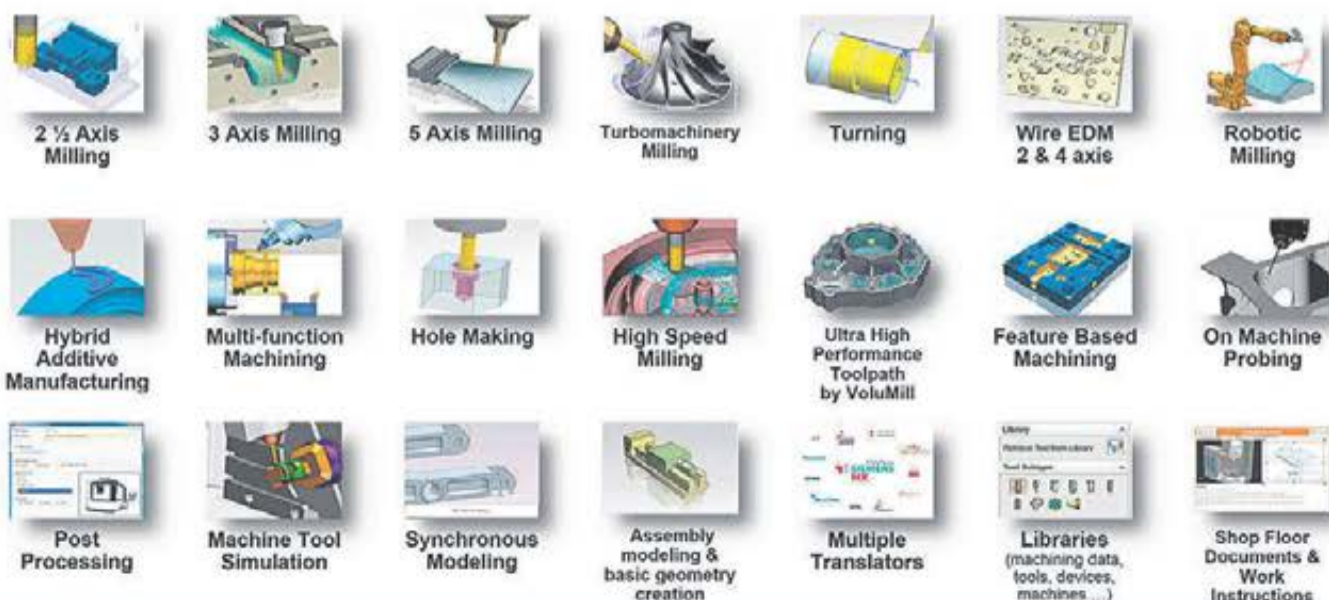 2 ½ Axis
Milling
3 Axis Milling
5 Axis Milling
Turbomachinery
Milling
Turning
Wire EDM
2 & 4 axis
Robotic
Milling
Hybrid
Additive
Manufacturing
Multi-function
Machining
Hole Making
High Speed
Milling
Ultra High
Performance
Toolpath
by VoluMill
Feature Based
Machining
On Machine
Probing
Post
Processing
Machine Tool
Simulation
Synchronous
Modeling
Assembly
modeling &
basic geometry
creation
SIEMENS
NX
Multiple
Translators
Library
Libraries
(machining data,
tools, devices,
machines ....)
Shop Floor
Documents &
Work
Instructions